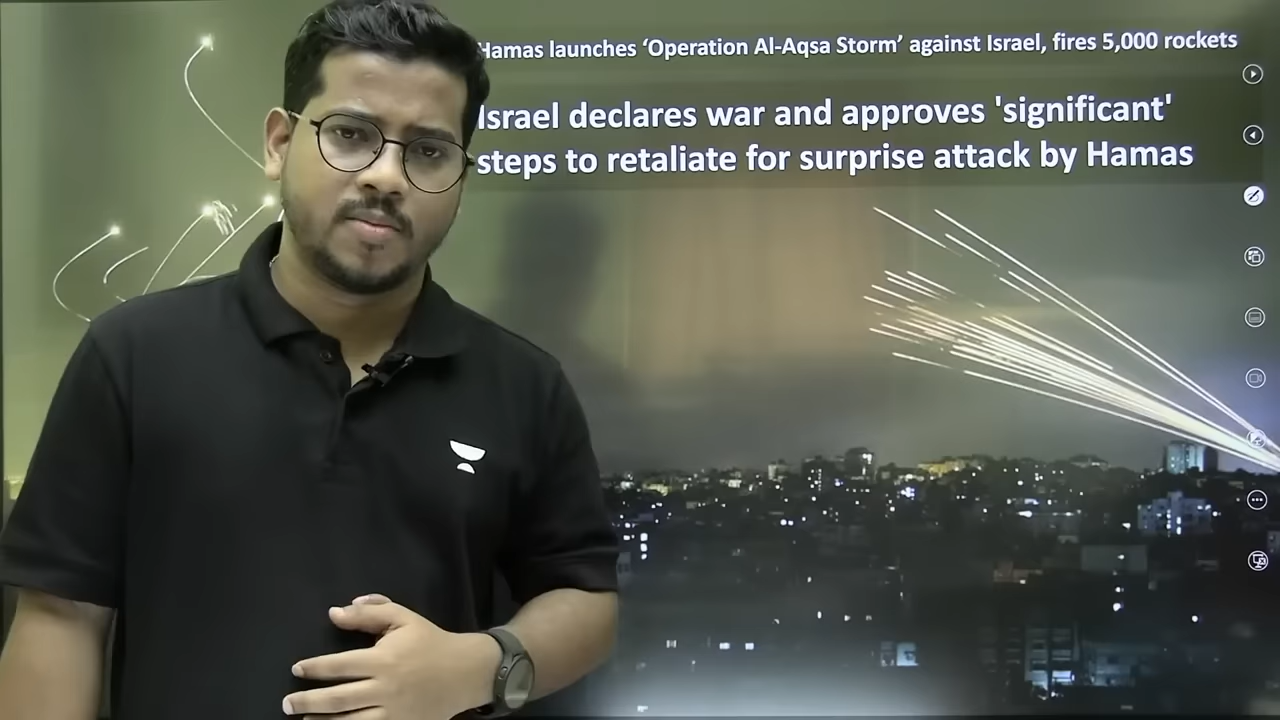 Hamas launches ‘Operation Al-Aqsa Storm’ against Israel, fires 5,000 rockets
Israel declares war and approves 'significant'
steps to retaliate for surprise attack by Hamas